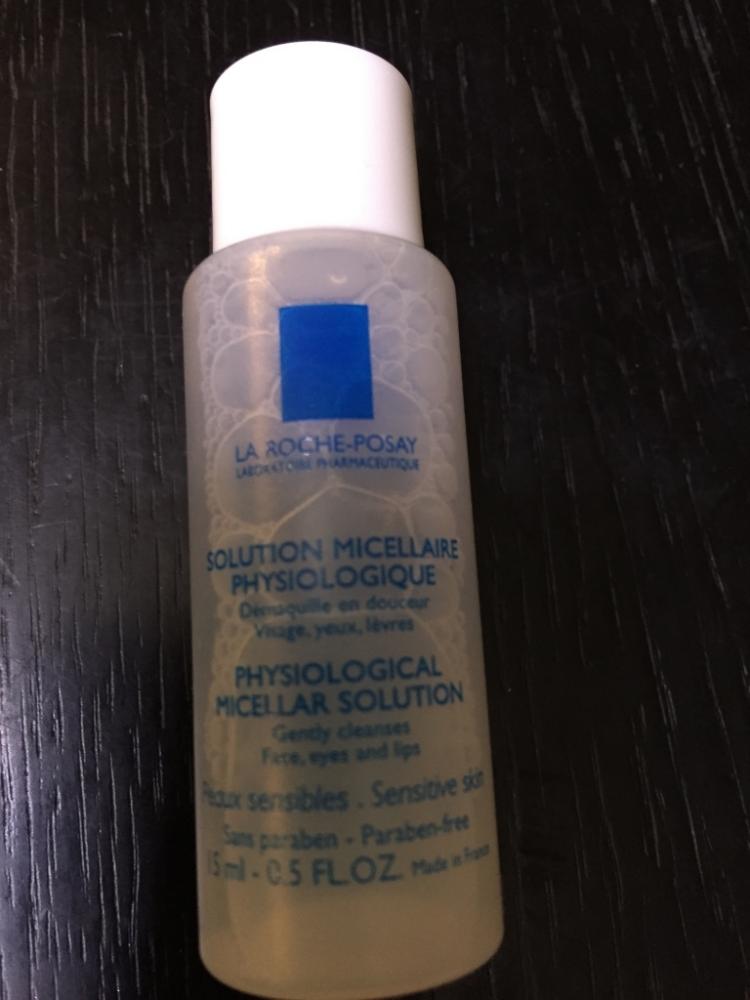 LA ROCHE-POSAY
LABORATOIRE PHARMACEUTIQUE
SOLUTION MICELLAIRE
PHYSIOLOGIQUE
Démaquille en douceur
Visage, yeux, lèvres
PHYSIOLOGICAL
MICELLAR SOLUTION
Gently cleanses
Face, eyes and lips
Peaux sensibles . Sensitive skin
Sans paraben - Paraben-free
15 ml - 0.5 FL.OZ. Made in France